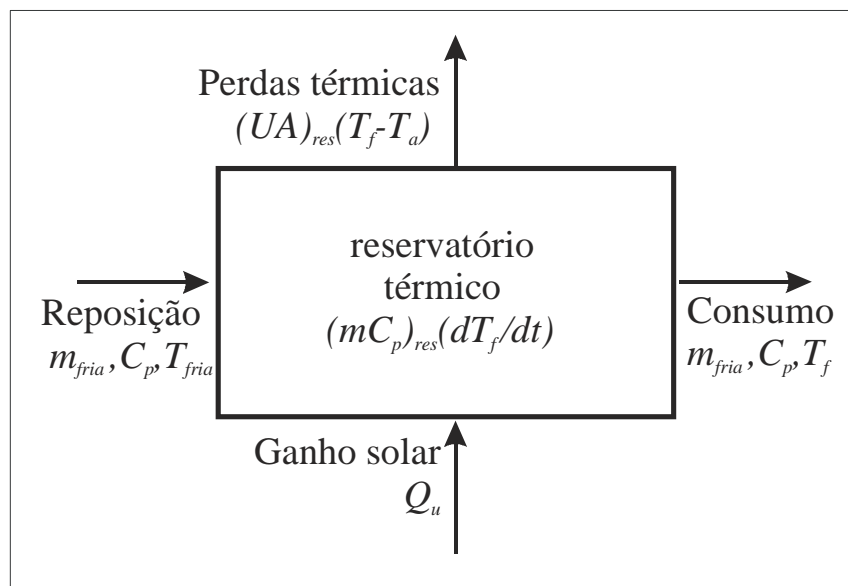 Perdas térmicas
(UA)res(Tf-Ta)
reservatório
térmico
(mCp)res(dTf/dt)
Reposição
mfria,Cp,Tfria
Consumo
mfria,Cp,Tf
Ganho solar
Qu